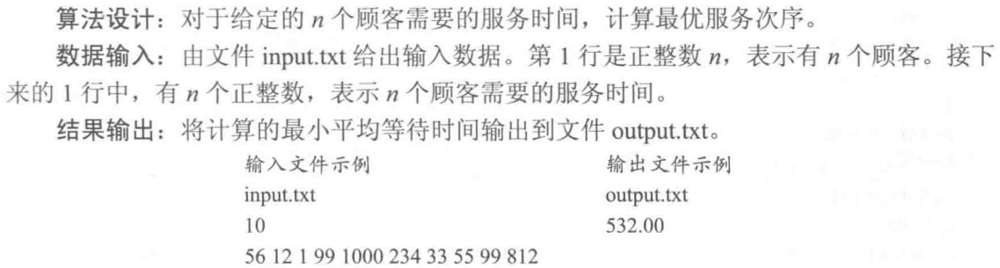 算法设计：对于给定的 n 个顾客需要的服务时间，计算最优服务次序。
数据输入：由文件 input.txt 给出输入数据。第 1 行是正整数 n，表示有 n 个顾客。接下
来的 1 行中，有 n 个正整数，表示 n 个顾客需要的服务时间。
结果输出：将计算的最小平均等待时间输出到文件 output.txt。
输入文件示例 输出文件示例
input.txt output.txt
10 532.00
56 12 1 99 1000 234 33 55 99 812